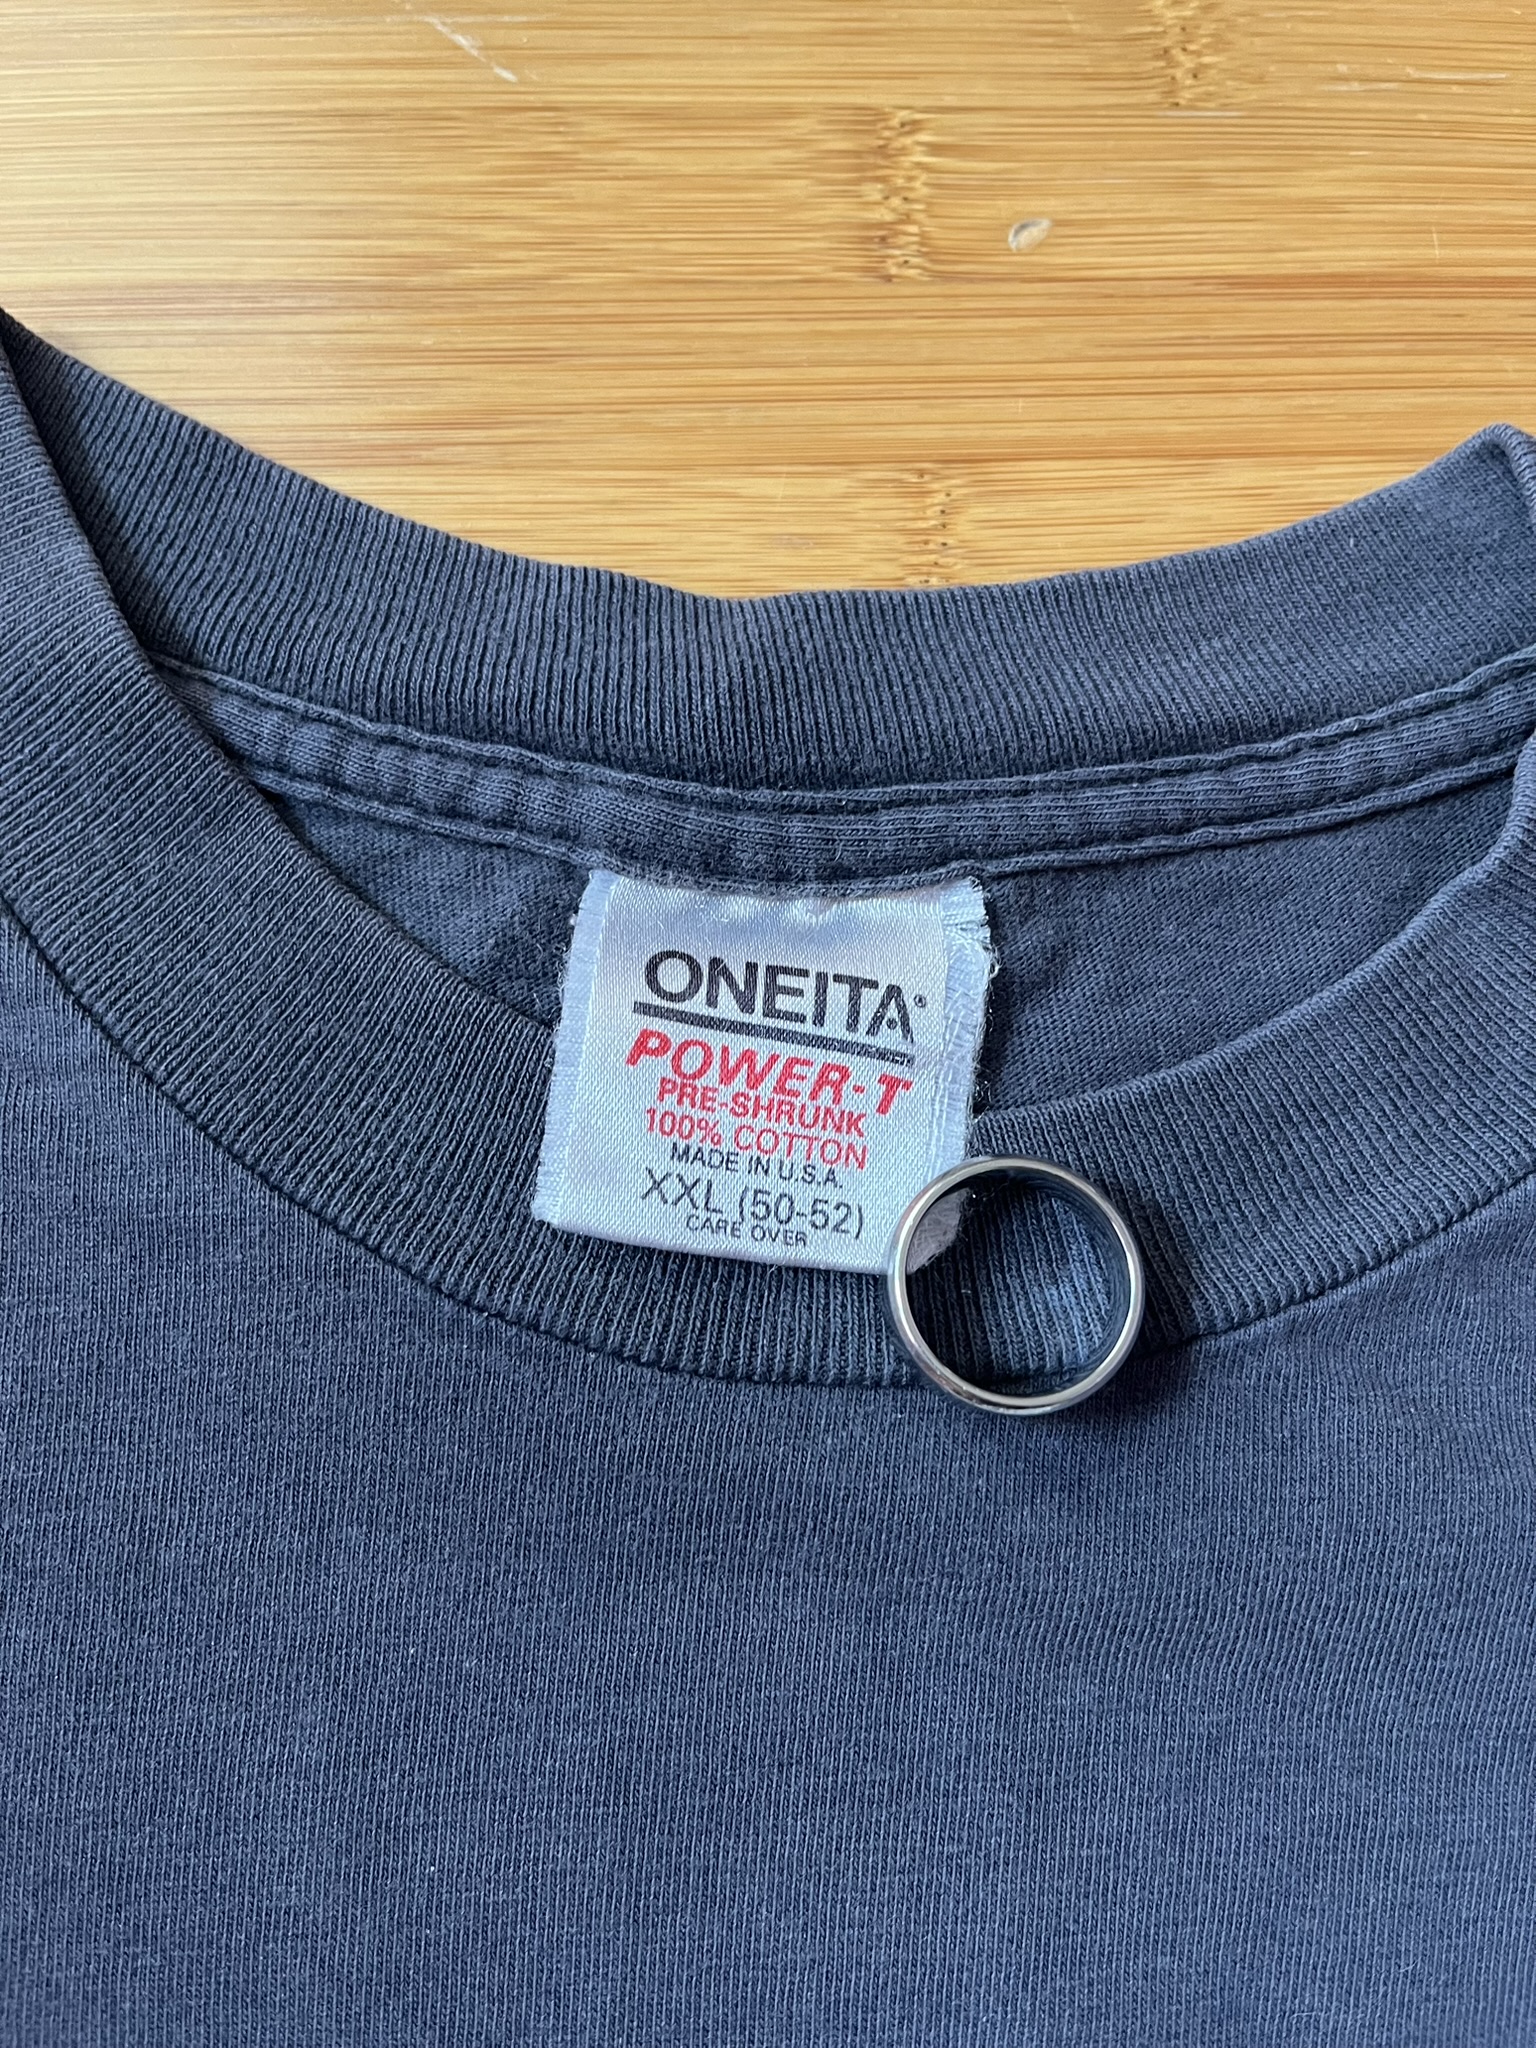 ONEITA®
POWER-T
PRE-SHRUNK
100% COTTON
MADE IN U.S.A.
XXL (50-52)
CARE OVER